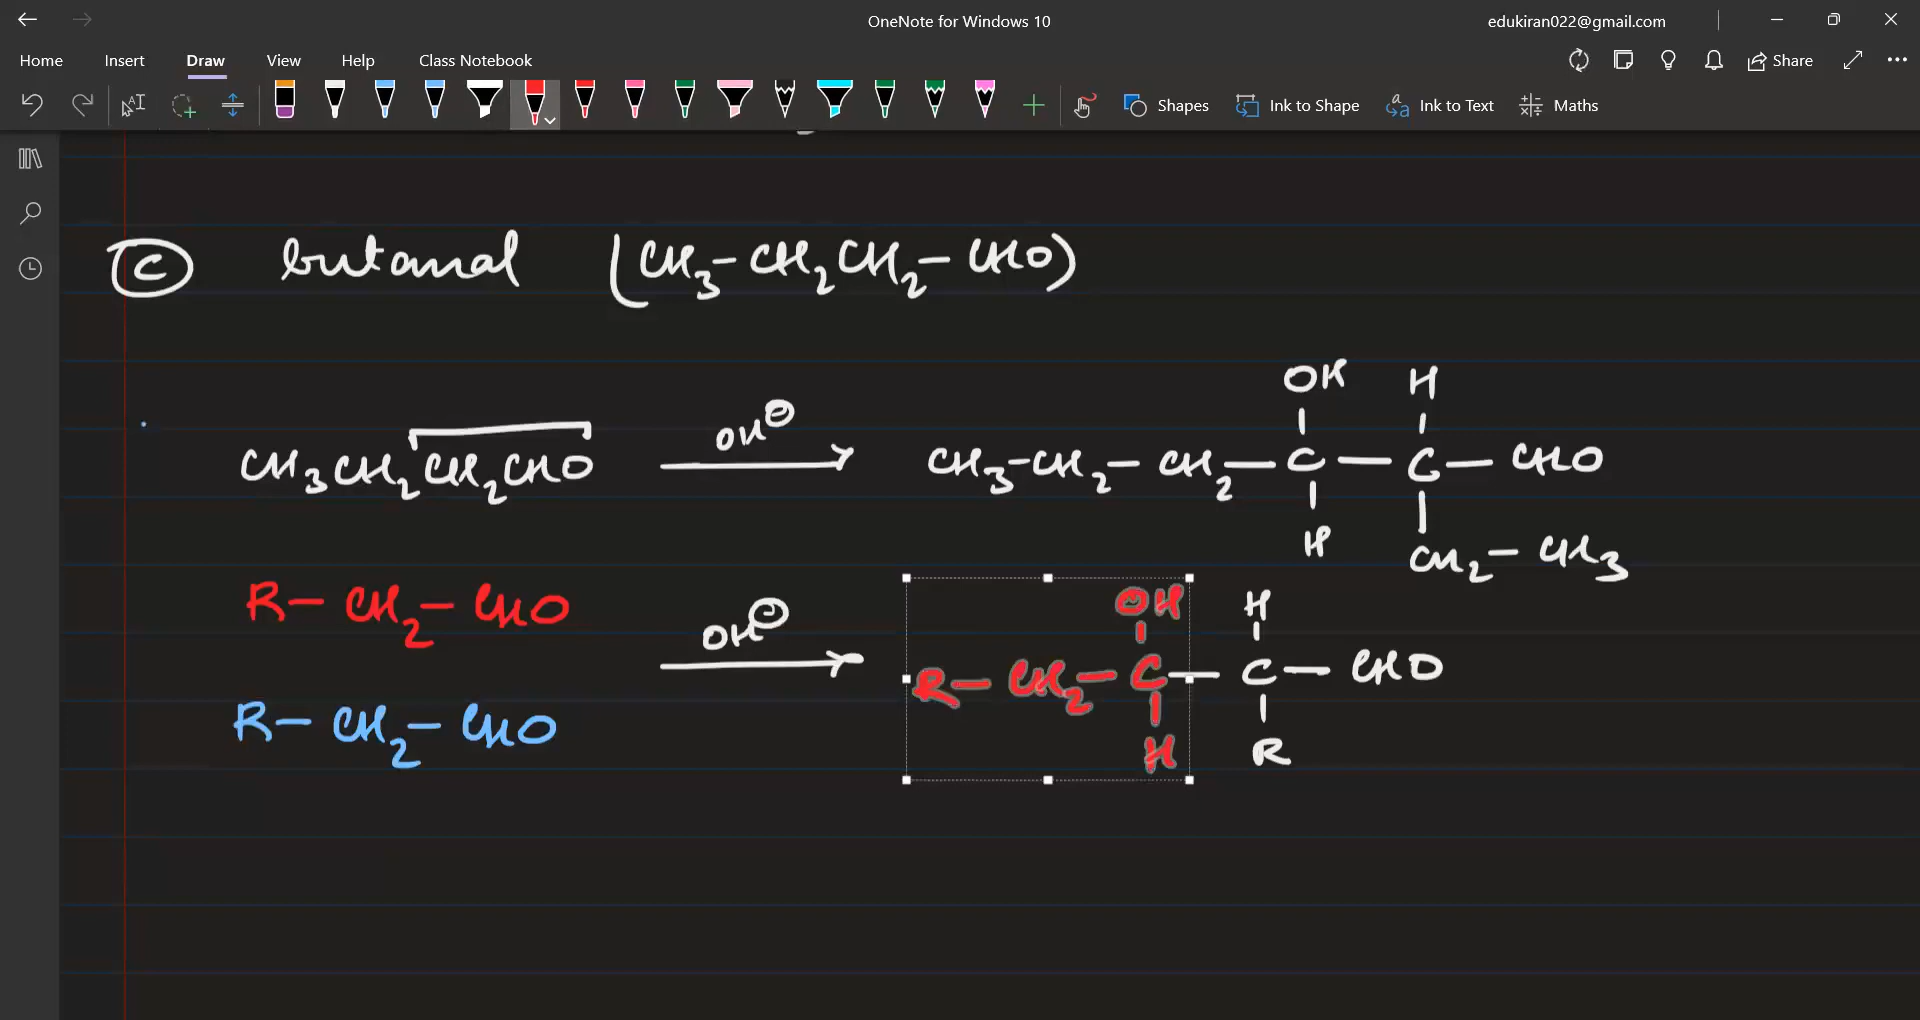 OneNote for Windows 10 edukiran022@gmail.com
Home Insert Draw View Help Class Notebook Share
Shapes Ink to Shape Ink to Text Maths
C butanal (CH3-CH2CH2-CHO)
OH H
CH3CH2CH2CHO OH⊖ CH3-CH2-CH2-C-C-CHO
H CH2-CH3
R-CH2-CHO OH⊖ OH H
R-CH2-C-C-CHO
R-CH2-CHO H R